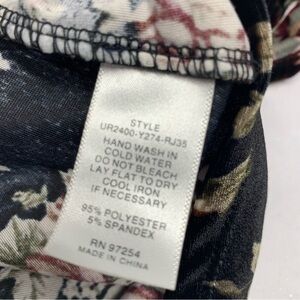 STYLE
UR2400-Y274-RJ35
HAND WASH IN
COLD WATER
DO NOT BLEACH
LAY FLAT TO DRY
COOL IRON
IF NECESSARY
95% POLYESTER
5% SPANDEX
RN 97254
MADE IN CHINA